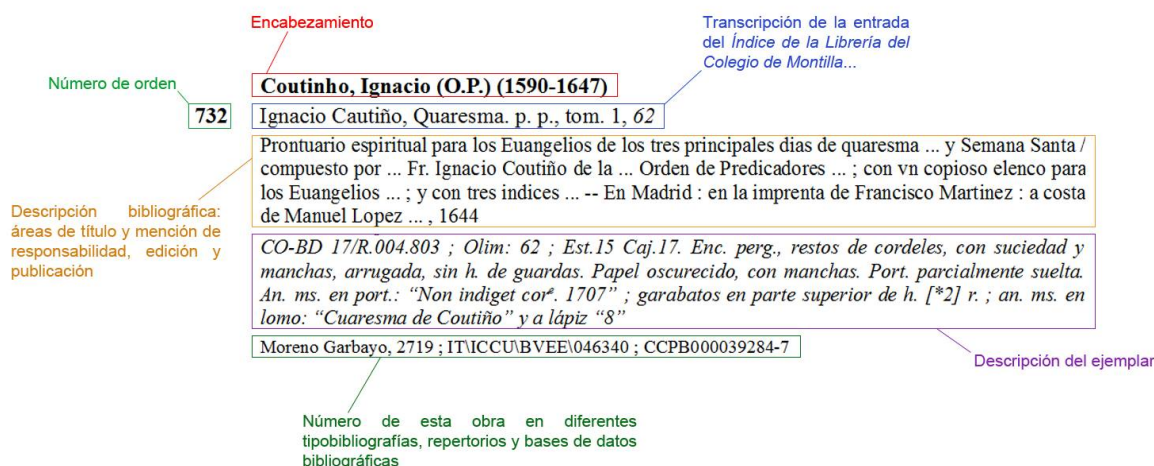 Encabezamiento
Transcripción de la entrada
del Índice de la Librería del
Colegio de Montilla...
Número de orden
Coutinho, Ignacio (O.P.) (1590-1647)
732
Ignacio Cautiño, Quaresma. p. p., tom. 1, 62
Prontuario espiritual para los Euangelios de los tres principales dias de quaresma ... y Semana Santa /
compuesto por ... Fr. Ignacio Coutiño de la ... Orden de Predicadores ... ; con vn copioso elenco para
los Euangelios ... ; y con tres indices ... -- En Madrid : en la imprenta de Francisco Martinez : a costa
de Manuel Lopez ... , 1644
Descripción bibliográfica:
áreas de título y mención de
responsabilidad, edición y
publicación
CO-BD 17/R.004.803 ; Olim: 62 ; Est.15 Caj.17. Enc. perg., restos de cordeles, con suciedad y
manchas, arrugada, sin h. de guardas. Papel oscurecido, con manchas. Port. parcialmente suelta.
An. ms. en port.: “Non indiget corᵉ. 1707” ; garabatos en parte superior de h. [*2] r. ; an. ms. en
lomo: “Cuaresma de Coutiño” y a lápiz “8”
Moreno Garbayo, 2719 ; IT\ICCU\BVEE\046340 ; CCPB000039284-7
Descripción del ejemplar
Número de esta obra en diferentes
tipobibliografías, repertorios y bases de datos
bibliográficas